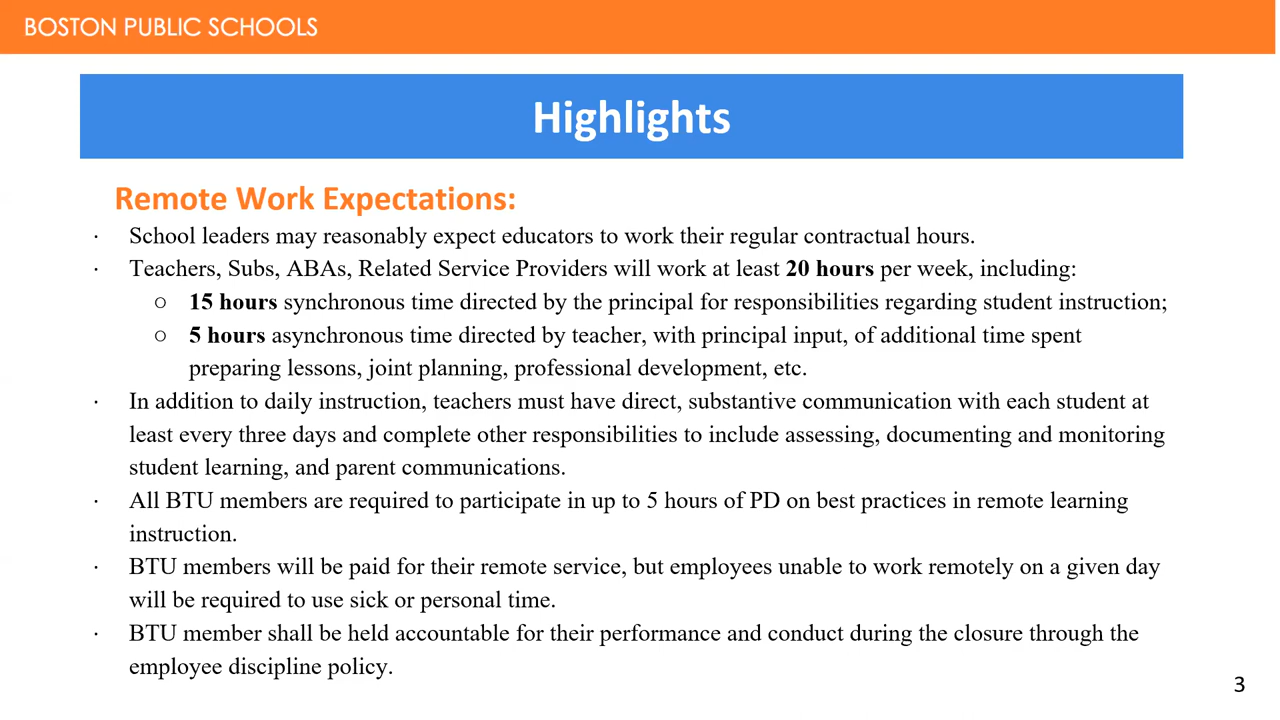 BOSTON PUBLIC SCHOOLS
Highlights
Remote Work Expectations:
· School leaders may reasonably expect educators to work their regular contractual hours.
· Teachers, Subs, ABAs, Related Service Providers will work at least 20 hours per week, including:
○ 15 hours synchronous time directed by the principal for responsibilities regarding student instruction;
○ 5 hours asynchronous time directed by teacher, with principal input, of additional time spent
preparing lessons, joint planning, professional development, etc.
· In addition to daily instruction, teachers must have direct, substantive communication with each student at
least every three days and complete other responsibilities to include assessing, documenting and monitoring
student learning, and parent communications.
· All BTU members are required to participate in up to 5 hours of PD on best practices in remote learning
instruction.
· BTU members will be paid for their remote service, but employees unable to work remotely on a given day
will be required to use sick or personal time.
· BTU member shall be held accountable for their performance and conduct during the closure through the
employee discipline policy.
3